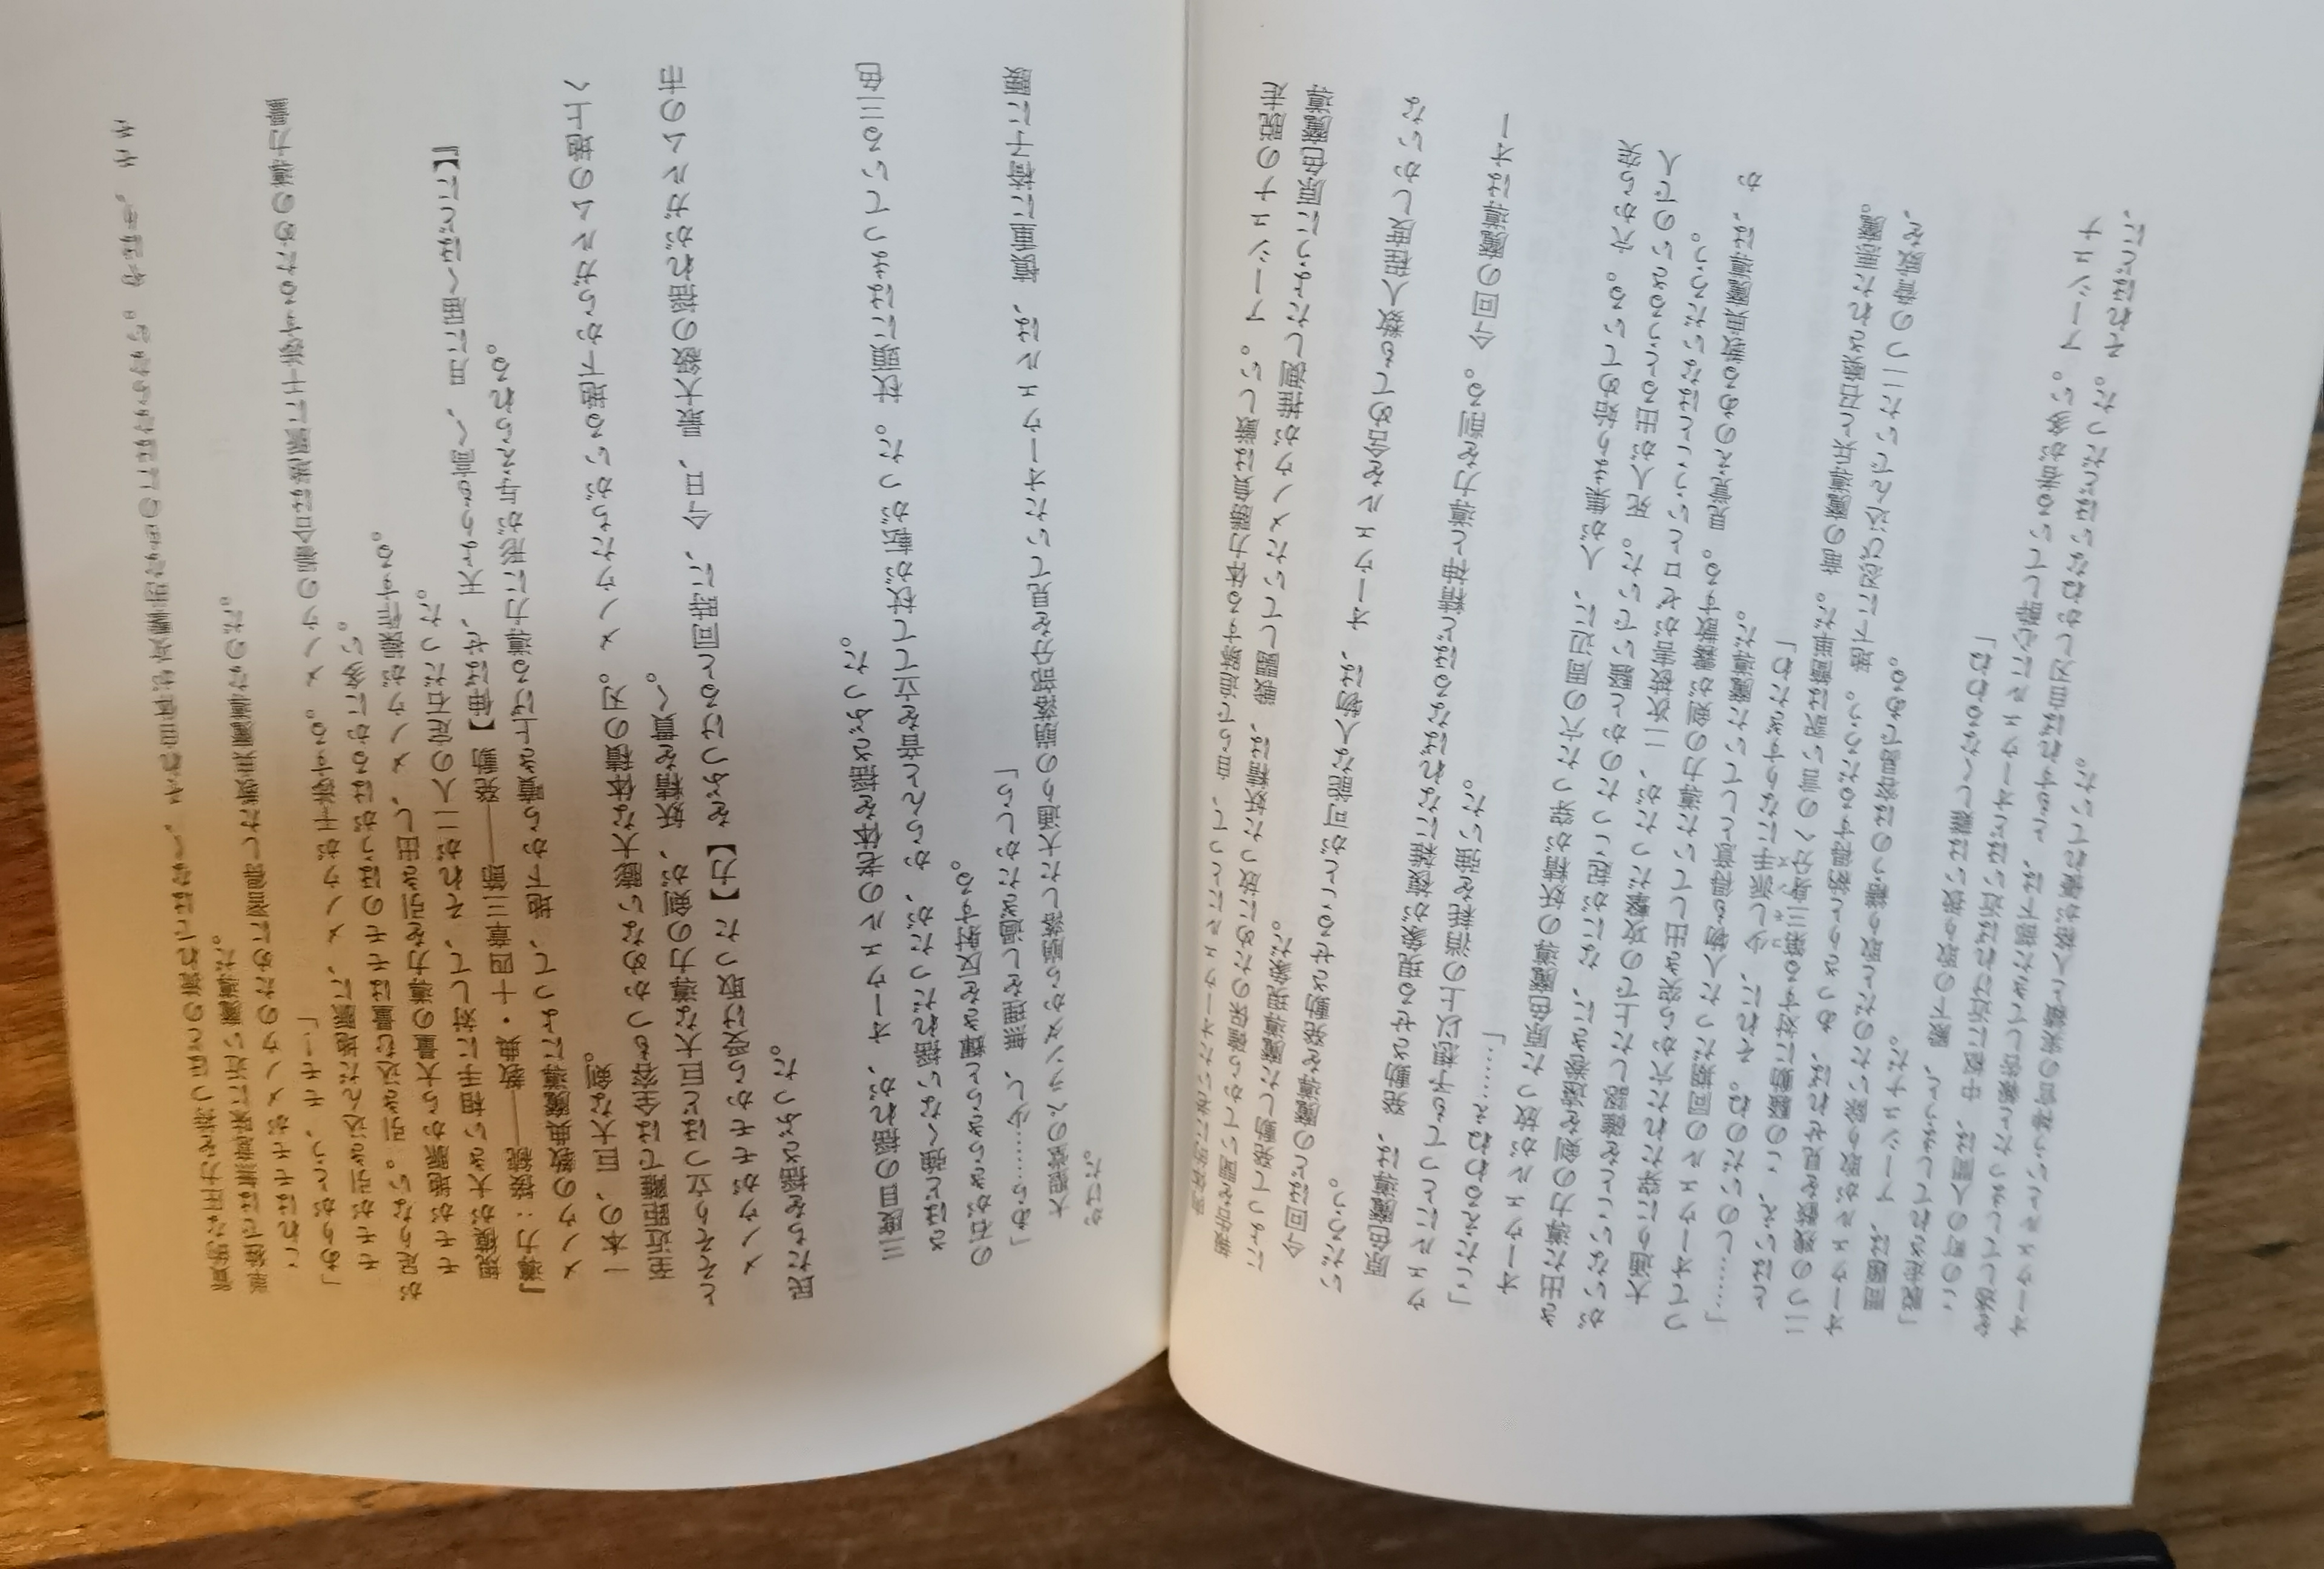 質的な圧力を持つほどの流れではなく、それ自体が攻撃的なものにはならない。やはり、モモ
単独では無意味に近い魔導だ。
これはモモがメノウのために習得した教典魔導なのだ。
「ありがとう、モモ！」
モモが引き込んだ地脈に、メノウが干渉する。メノウの場合は地脈に干渉するための導力量
が足りない。引き込む量はモモのほうがはるかに多い。
モモが地脈から大量の導力を引き出し、メノウが操作する。
規模が大きい相手に対して、それが二人の定石だった。
『導力：接続――教典・十四章三節――発動【伸ばせ、天よりも高く、月に届くほどに】』
メノウの教典魔導によって、地下から噴き上げる導力に形が与えられる。
一本の、巨大な剣。
至近距離では全容もつかめない膨大な体積の刃。メノウたちがいる地下からガルムの地上へ
とそそり立つほど巨大な導力の剣が、妖精を貫く。
メノウがモモから受け取った【力】をぶつけると同時に、今日、最大級の揺れがガルムの市
民たちを揺さぶった。
三度目の揺れが、オーウェルの老体を揺さぶった。
さほど強くない揺れだったが、からんと音を立てて杖が転がった。杖頭にはまっている三色
の石がきらきらと輝きを反射する。
「あら……少し、無理をし過ぎたかしら」
大聖堂のベランダから崩落した大通りの崩落部分を見ていたオーウェルは、慎重に椅子に腰
かけた。
肉体的に老いたオーウェルにとって、自らで追跡する体力勝負は厳しい。アーシュナの脱走
報告を聞いてから確保のために放った妖精は、戦闘していたメノウが推測したように原色魔導
によって発動した魔導現象だ。
今回ほどの魔導を発動させることが可能な人物は、オーウェルを含めても数人程度しかいな
いだろう。
原色魔導は、発動させる現象が複雑になればなるほど精神と導力を削る。今回の魔導はオー
ウェルにとっても予想以上の消耗を強いた。
「こたえるわねぇ……」
オーウェルが放った原色魔導の妖精が穿った穴の周辺に、人が集まり始めている。穴から突
き出た導力の剣を遠巻きに、なにが起こったのかと騒いでいた。死人が出るとうるさいので人
がいないことを確認した上での攻撃だったが、二次被害がゼロということはないだろう。
大通りに穿たれた穴から突き出していた導力の剣が霧散する。見覚えのある教典魔導は、か
つてオーウェルの同期だった人物も得意としていた魔導だ。
「……しのいだのね。それに、少し派手になりすぎたわ」
とはいえ、この騒動に対する第三身分コモンズへの言い訳は簡単だ。竜の魔導兵と召喚された悪魔。
二つの残骸を見せれば、あっさりと納得するだろう。地下に忍び込んでいた二つの脅威を、
オーウェルが取り除いたのだと取り繕うのは容易である。
問題は、アーシュナだ。
「脱走されてしまうと、殿下の取り扱いは難しくなるわね」
この町の人間は、中枢に近ければ近いほどオーウェルに心酔している者が多い。アーシュナ
を逃してしまったと報告してきた部下は、ともすれば自刃しかねないほどだった。それほどに、
オーウェルという神官の実績と人格が優れていた。